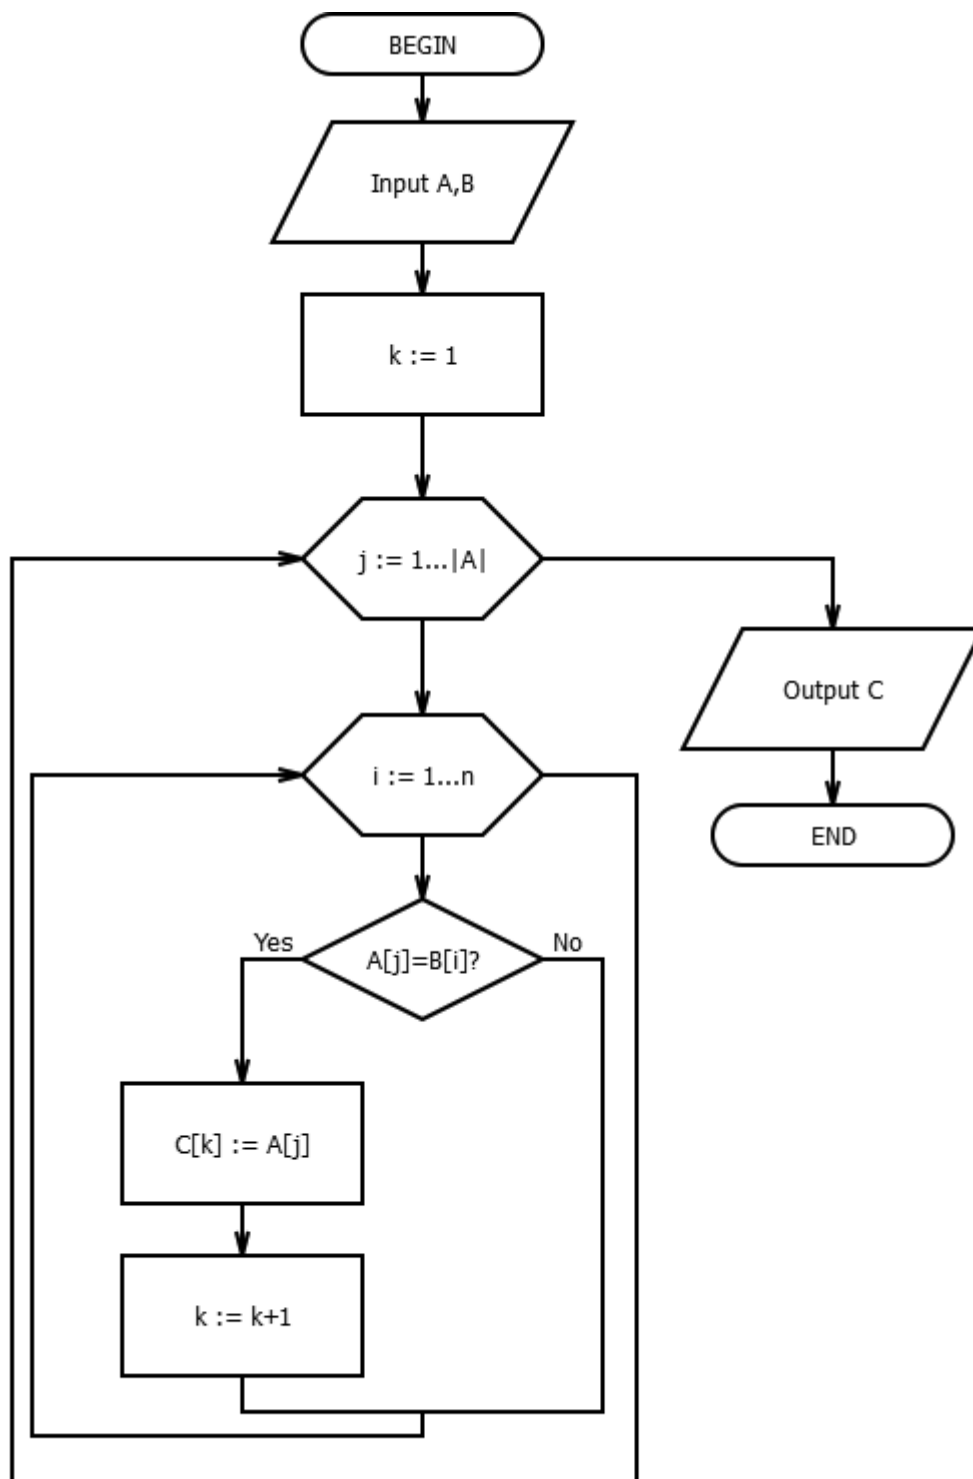 BEGIN
Input A,B
k := 1
j := 1...|A|
Output C
i := 1...n
END
Yes
No
A[j]=B[i]?
C[k] := A[j]
k := k+1